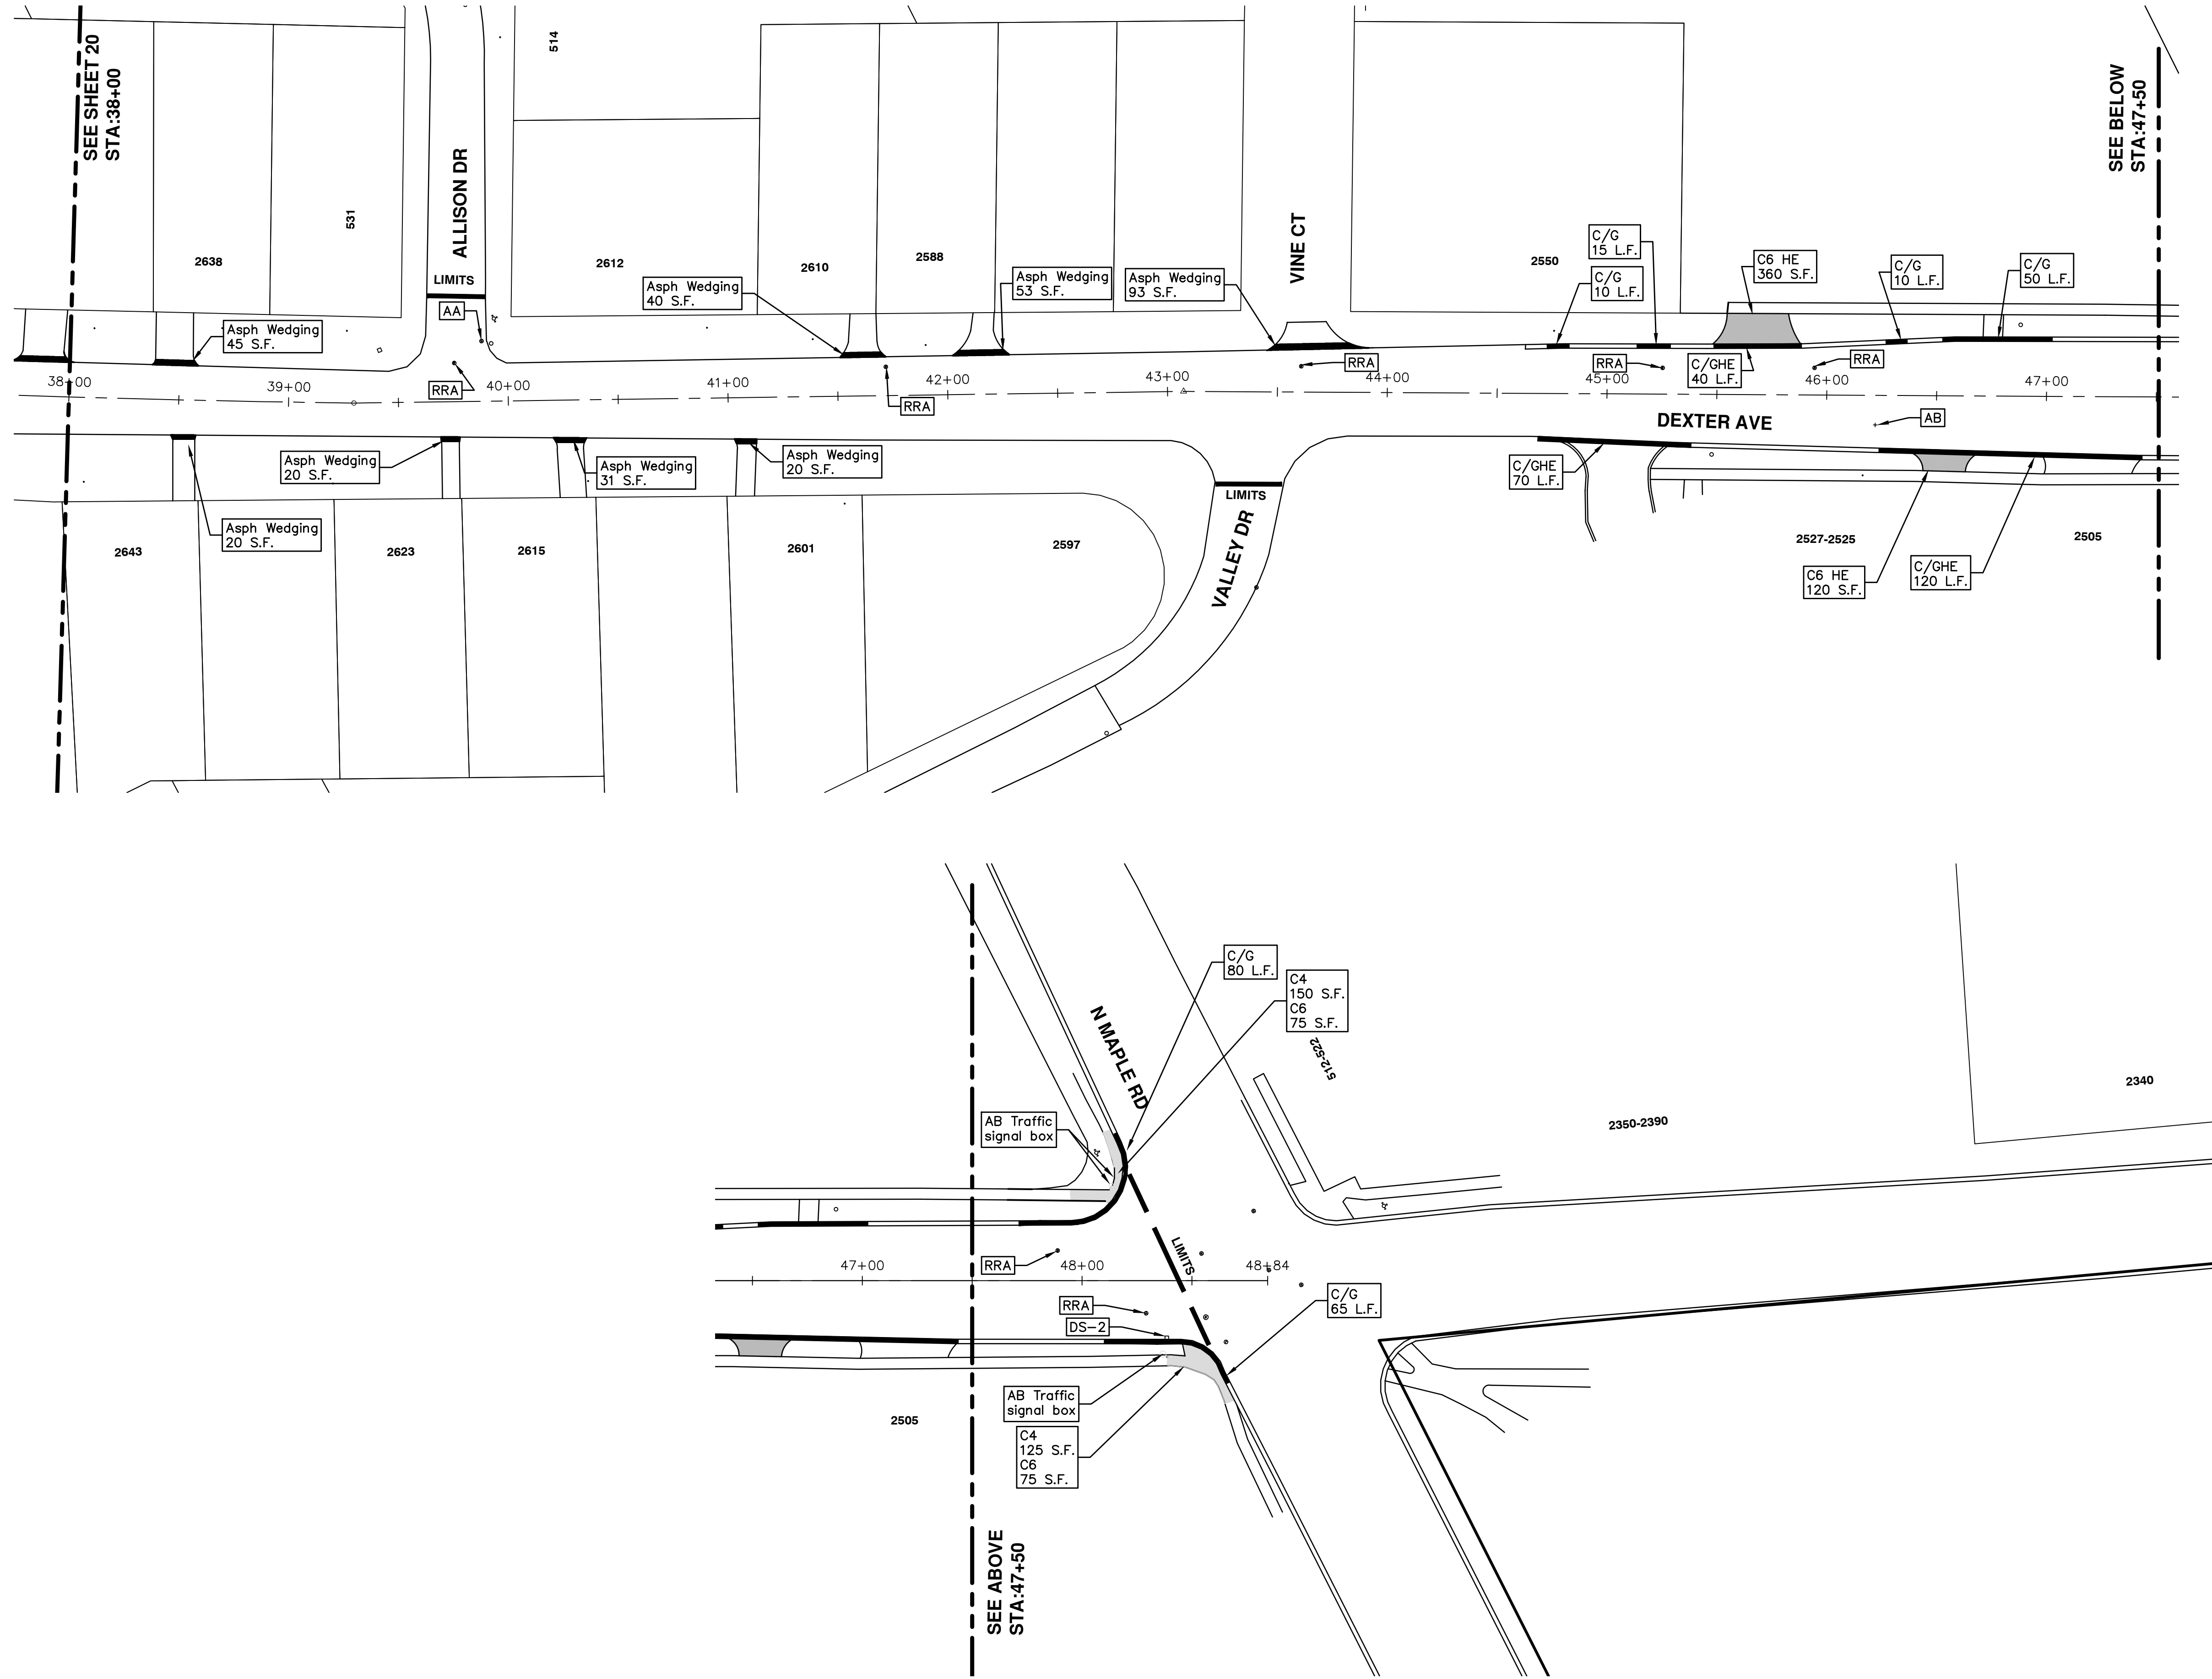 SEE SHEET 20
STA:38+00
531
2638
ALLISON DR
LIMITS
514
2612
2610
2588
VINE CT
2550
SEE BELOW
STA:47+50
Asph Wedging
45 S.F.
AA
RRA
Asph Wedging
40 S.F.
RRA
Asph Wedging
53 S.F.
Asph Wedging
93 S.F.
RRA
C/G
15 L.F.
C/G
10 L.F.
RRA
C6 HE
360 S.F.
C/GHE
40 L.F.
RRA
C/G
10 L.F.
C/G
50 L.F.
38+00
39+00
40+00
41+00
42+00
43+00
44+00
45+00
46+00
47+00
DEXTER AVE
AB
Asph Wedging
20 S.F.
Asph Wedging
20 S.F.
Asph Wedging
31 S.F.
Asph Wedging
20 S.F.
LIMITS
VALLEY DR
C/GHE
70 L.F.
C6 HE
120 S.F.
C/GHE
120 L.F.
2643
2623
2615
2601
2597
2527-2525
2505
C/G
80 L.F.
C4
150 S.F.
C6
75 S.F.
N MAPLE RD
512-522
2350-2390
2340
AB Traffic
signal box
RRA
LIMITS
47+00
48+00
48+84
RRA
DS-2
C/G
65 L.F.
AB Traffic
signal box
C4
125 S.F.
C6
75 S.F.
2505
SEE ABOVE
STA:47+50